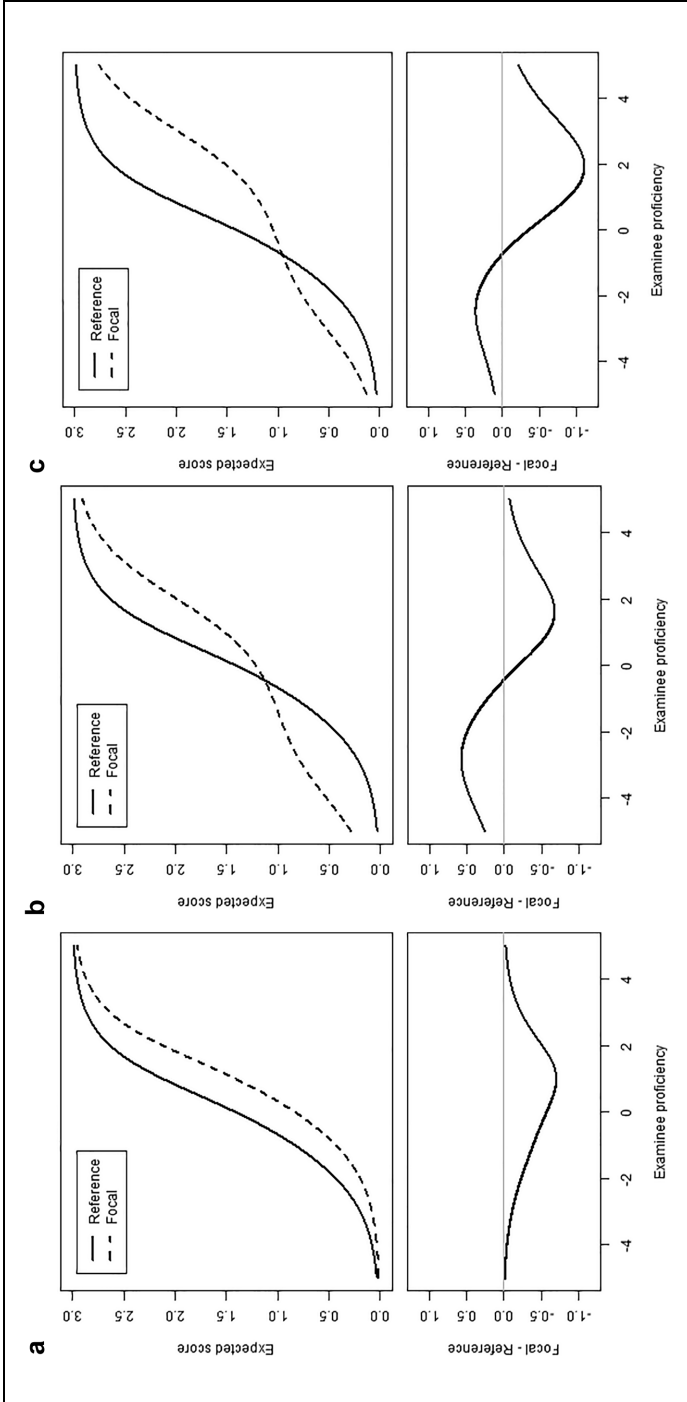 a
Expected score
0.0 0.5 1.0 1.5 2.0 2.5 3.0
Reference
Focal
Focal - Reference
-1.0 -0.5 0.0 0.5 1.0
-4 -2 0 2 4
Examinee proficiency
b
Expected score
0.0 0.5 1.0 1.5 2.0 2.5 3.0
Reference
Focal
Focal - Reference
-1.0 -0.5 0.0 0.5 1.0
-4 -2 0 2 4
Examinee proficiency
c
Expected score
0.0 0.5 1.0 1.5 2.0 2.5 3.0
Reference
Focal
Focal - Reference
-1.0 -0.5 0.0 0.5 1.0
-4 -2 0 2 4
Examinee proficiency